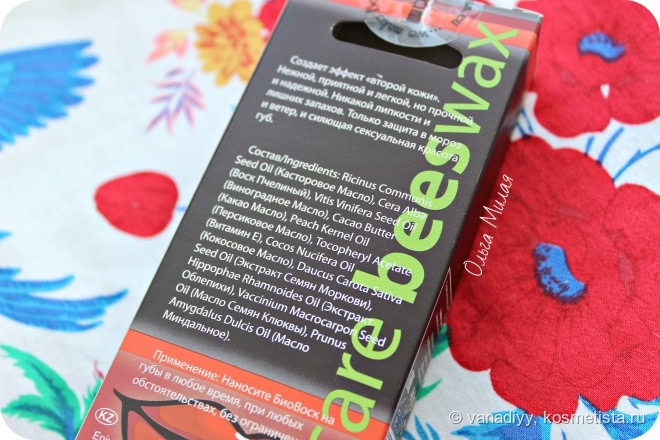 Создает эффект «второй кожи».
Нежной, приятной и легкой, но прочной
и надежной. Никакой липкости и
лишних запахов. Только защита в мороз
и ветер, и сияющая сексуальная красота
губ.
Состав/Ingredients: Ricinus Communis
Seed Oil (Касторовое Масло), Cera Alba
(Воск Пчелиный), Vitis Vinifera Seed Oil
(Виноградное Масло), Cacao Butter
(Какао Масло), Peach Kernel Oil
(Персиковое Масло), Tocopheryl Acetate
(Витамин Е), Cocos Nucifera Oil
(Кокосовое Масло), Daucus Carota Sativa
Seed Oil (Экстракт Семян Моркови),
Hippophae Rhamnoides Oil (Экстракт
Облепихи), Vaccinium Macrocarpon Seed
Oil (Масло Семян Клюквы), Prunus
Amygdalus Dulcis Oil (Масло
Миндальное).
Применение: Наносите БиоВоск на
губы в любое время, при любых
обстоятельствах, без ограничен
KZ
care beeswax
Ольга Милая
© vanadiyy, kosmetista.ru